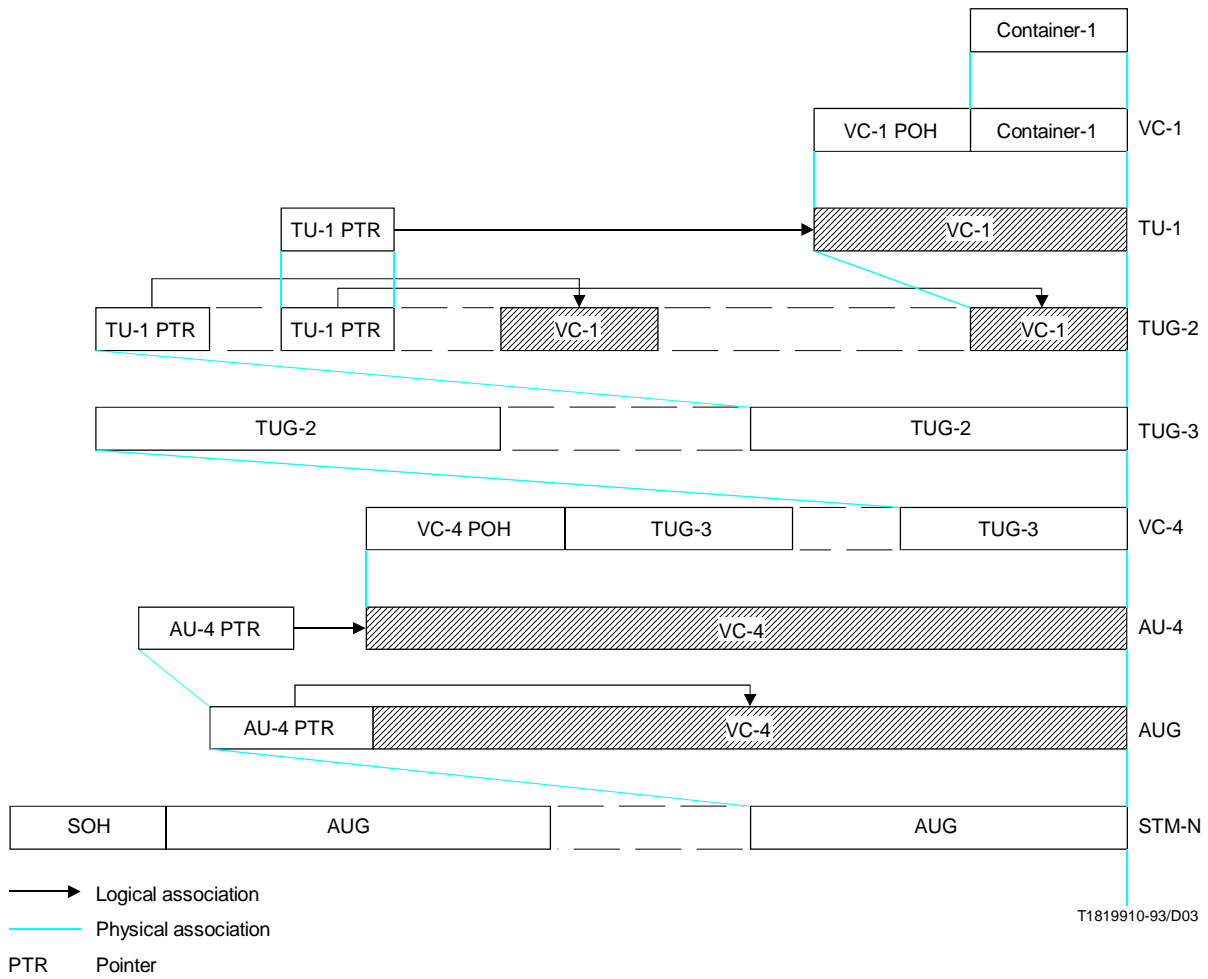 Container-1
VC-1 POH Container-1 VC-1
TU-1 PTR VC-1 TU-1
TU-1 PTR TU-1 PTR VC-1 VC-1 TUG-2
TUG-2 TUG-2 TUG-3
VC-4 POH TUG-3 TUG-3 VC-4
AU-4 PTR VC-4 AU-4
AU-4 PTR VC-4 AUG
SOH AUG AUG STM-N
Logical association
T1819910-93/D03
Physical association
PTR Pointer